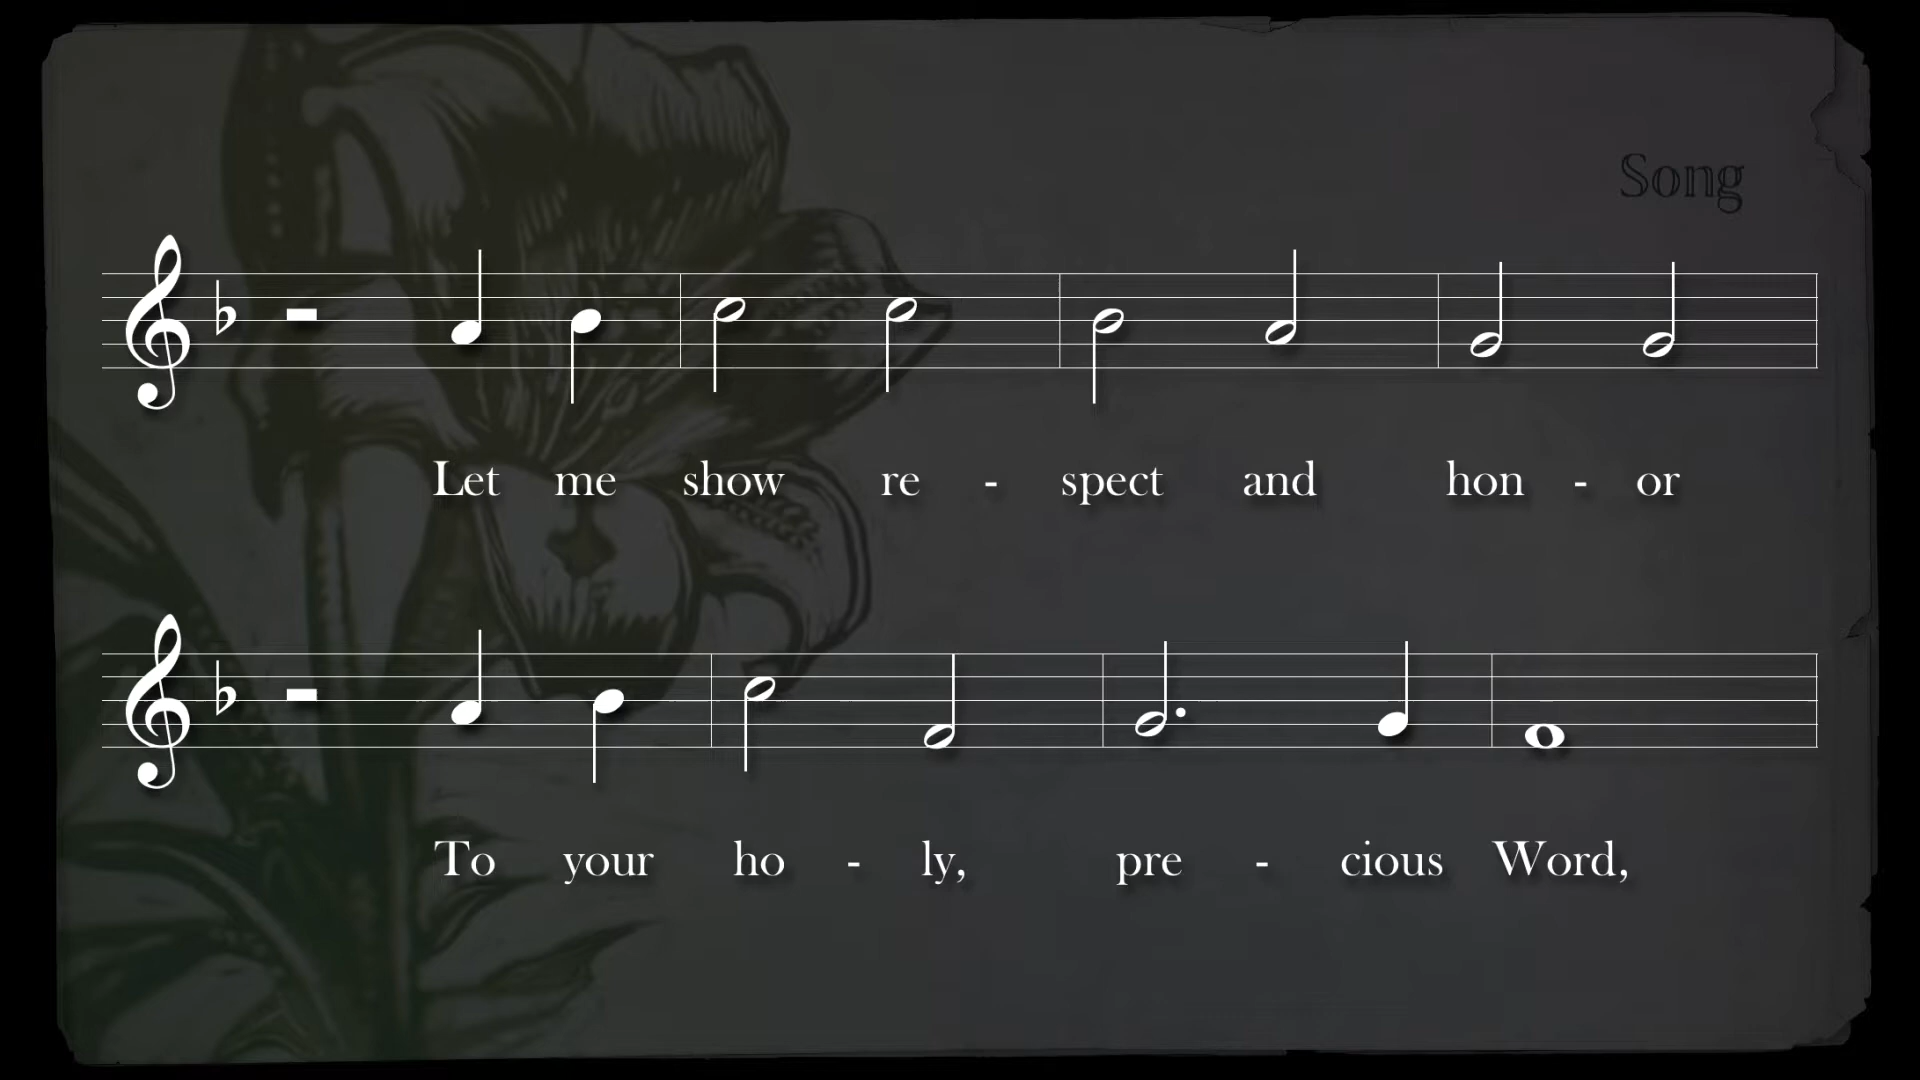 Song
Let me show re - spect and hon - or
To your ho - ly, pre - cious Word,